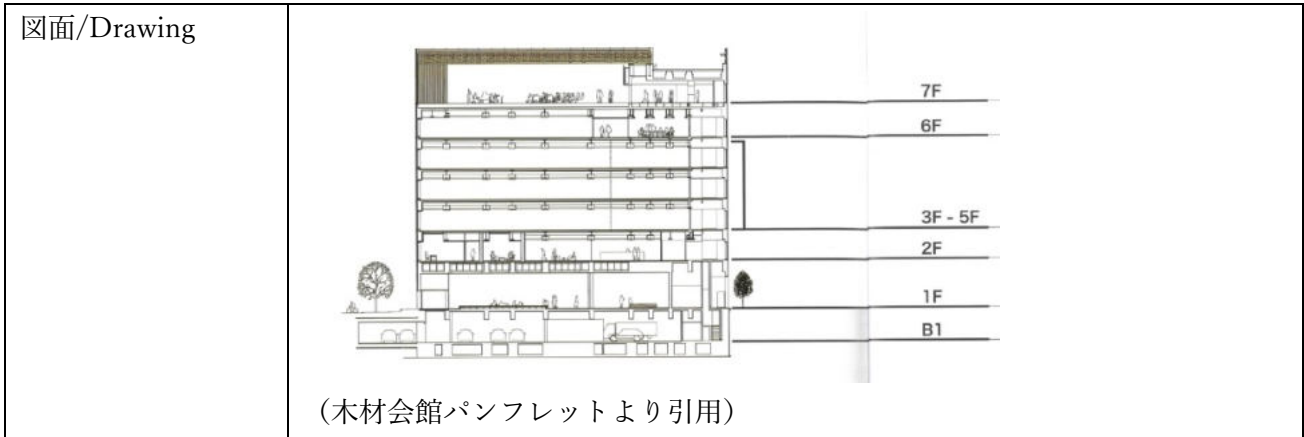 図面/Drawing
7F
6F
3F - 5F
2F
1F
B1
（木材会館パンフレットより引用）